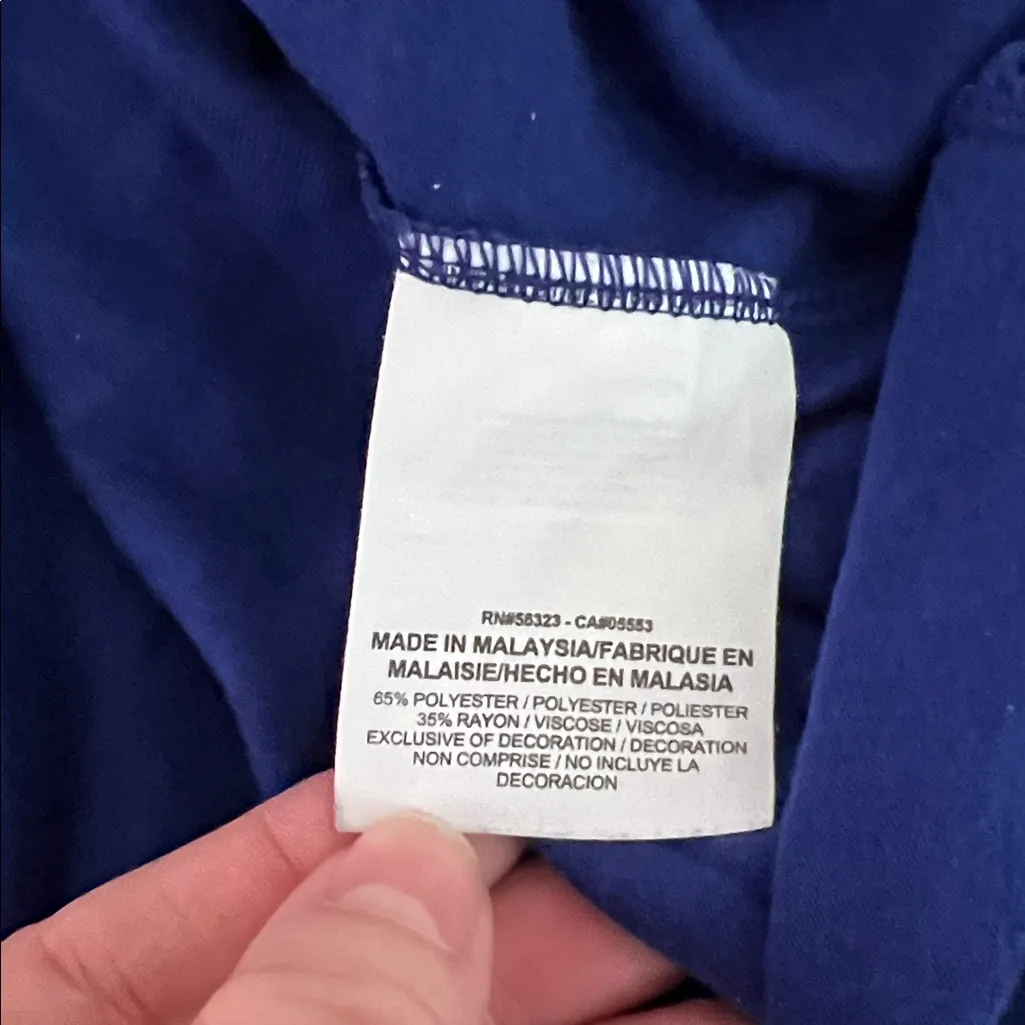 RN#56323 - CA#05553
MADE IN MALAYSIA/FABRIQUE EN
MALAISIE/HECHO EN MALASIA
65% POLYESTER / POLYESTER / POLIESTER
35% RAYON / VISCOSE / VISCOSA
EXCLUSIVE OF DECORATION / DECORATION
NON COMPRISE / NO INCLUYE LA
DECORACION